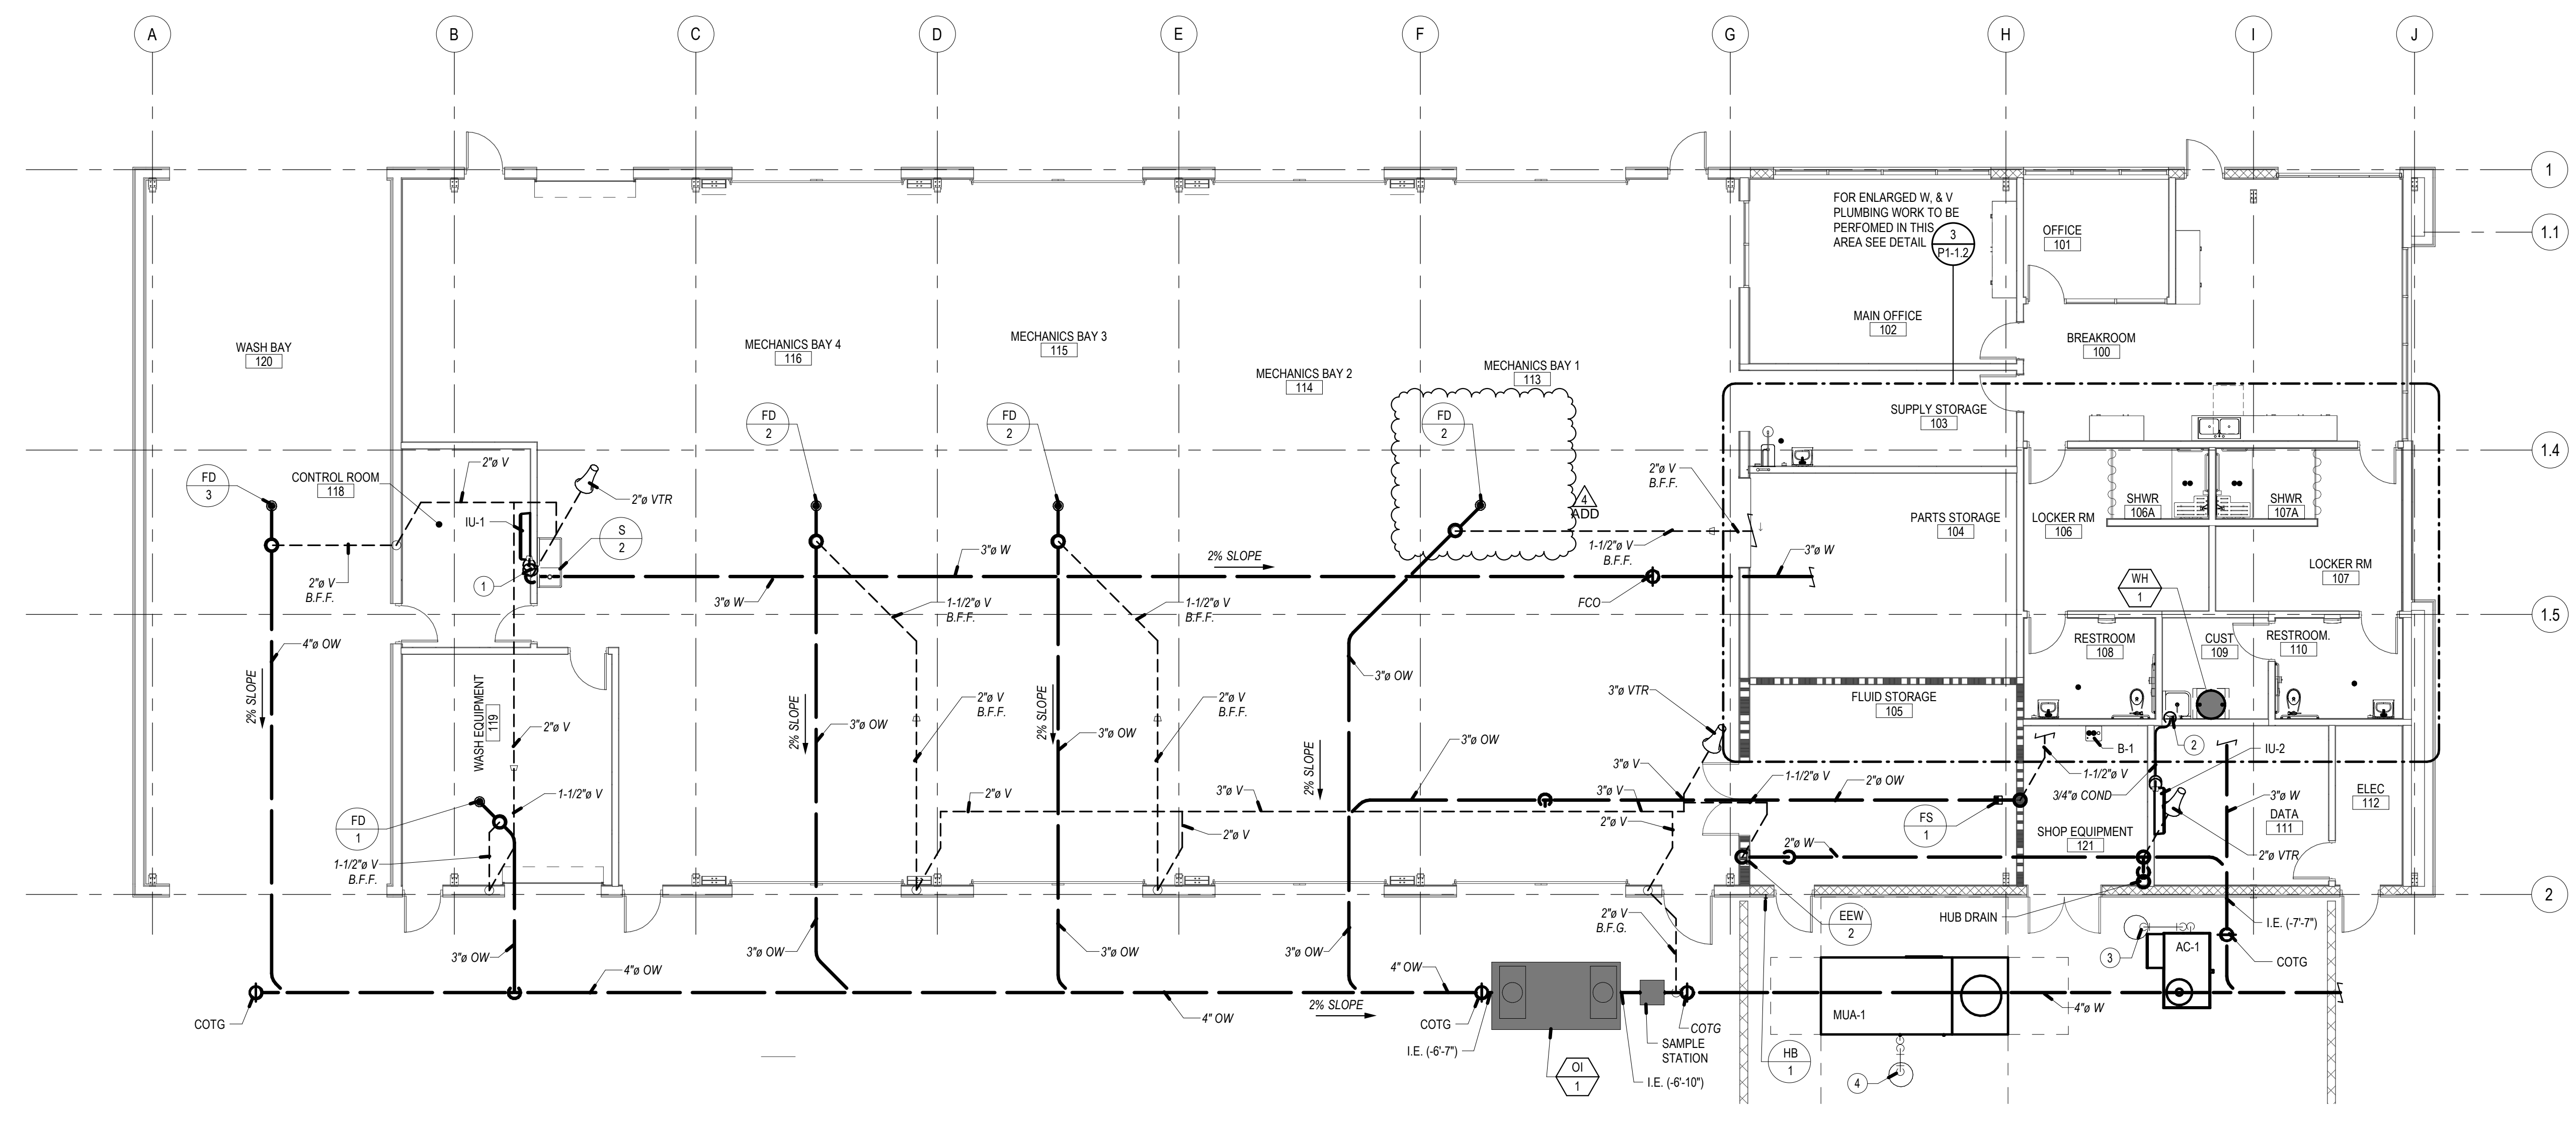 A
B
C
D
E
F
G
H
I
J
1
1.1
1.4
1.5
2
FOR ENLARGED W, & V
PLUMBING WORK TO BE
PERFOMED IN THIS
AREA SEE DETAIL
3
P1-1.2
OFFICE
101
MAIN OFFICE
102
BREAKROOM
100
WASH BAY
120
MECHANICS BAY 4
116
MECHANICS BAY 3
115
MECHANICS BAY 2
114
MECHANICS BAY 1
113
SUPPLY STORAGE
103
FD
2
FD
2
FD
2
FD
3
CONTROL ROOM
118
2"ø V
2"ø VTR
IU-1
S
2
1
2"ø V
B.F.F.
2"ø V
B.F.F.
4
ADD
1-1/2"ø V
B.F.F.
PARTS STORAGE
104
LOCKER RM
106
SHWR
106A
SHWR
107A
LOCKER RM
107
3"ø W
3"ø W
2% SLOPE
3"ø W
FCO
WH
1
1-1/2"ø V
B.F.F.
1-1/2"ø V
B.F.F.
4"ø OW
2% SLOPE
RESTROOM
108
CUST
109
RESTROOM.
110
3"ø OW
WASH EQUIPMENT
119
2"ø V
2% SLOPE
3"ø OW
2"ø V
B.F.F.
2% SLOPE
3"ø OW
2"ø V
B.F.F.
2% SLOPE
3"ø OW
3"ø VTR
FLUID STORAGE
105
B-1
2
IU-2
3"ø V
1-1/2"ø V
2"ø OW
1-1/2"ø V
3/4"ø COND
3"ø W
ELEC
112
1-1/2"ø V
2"ø V
3"ø V
3"ø V
FD
1
2"ø V
2"ø V
FS
1
SHOP EQUIPMENT
121
DATA
111
2"ø W
2"ø VTR
1-1/2"ø V
B.F.F.
2"ø V
B.F.G.
EEW
2
HUB DRAIN
I.E. (-7'-7")
3"ø OW
3"ø OW
3"ø OW
3"ø OW
4"ø OW
4" OW
3
AC-1
COTG
COTG
4" OW
2% SLOPE
COTG
I.E. (-6'-7")
COTG
SAMPLE
STATION
MUA-1
4"ø W
OI
1
I.E. (-6'-10")
HB
1
4